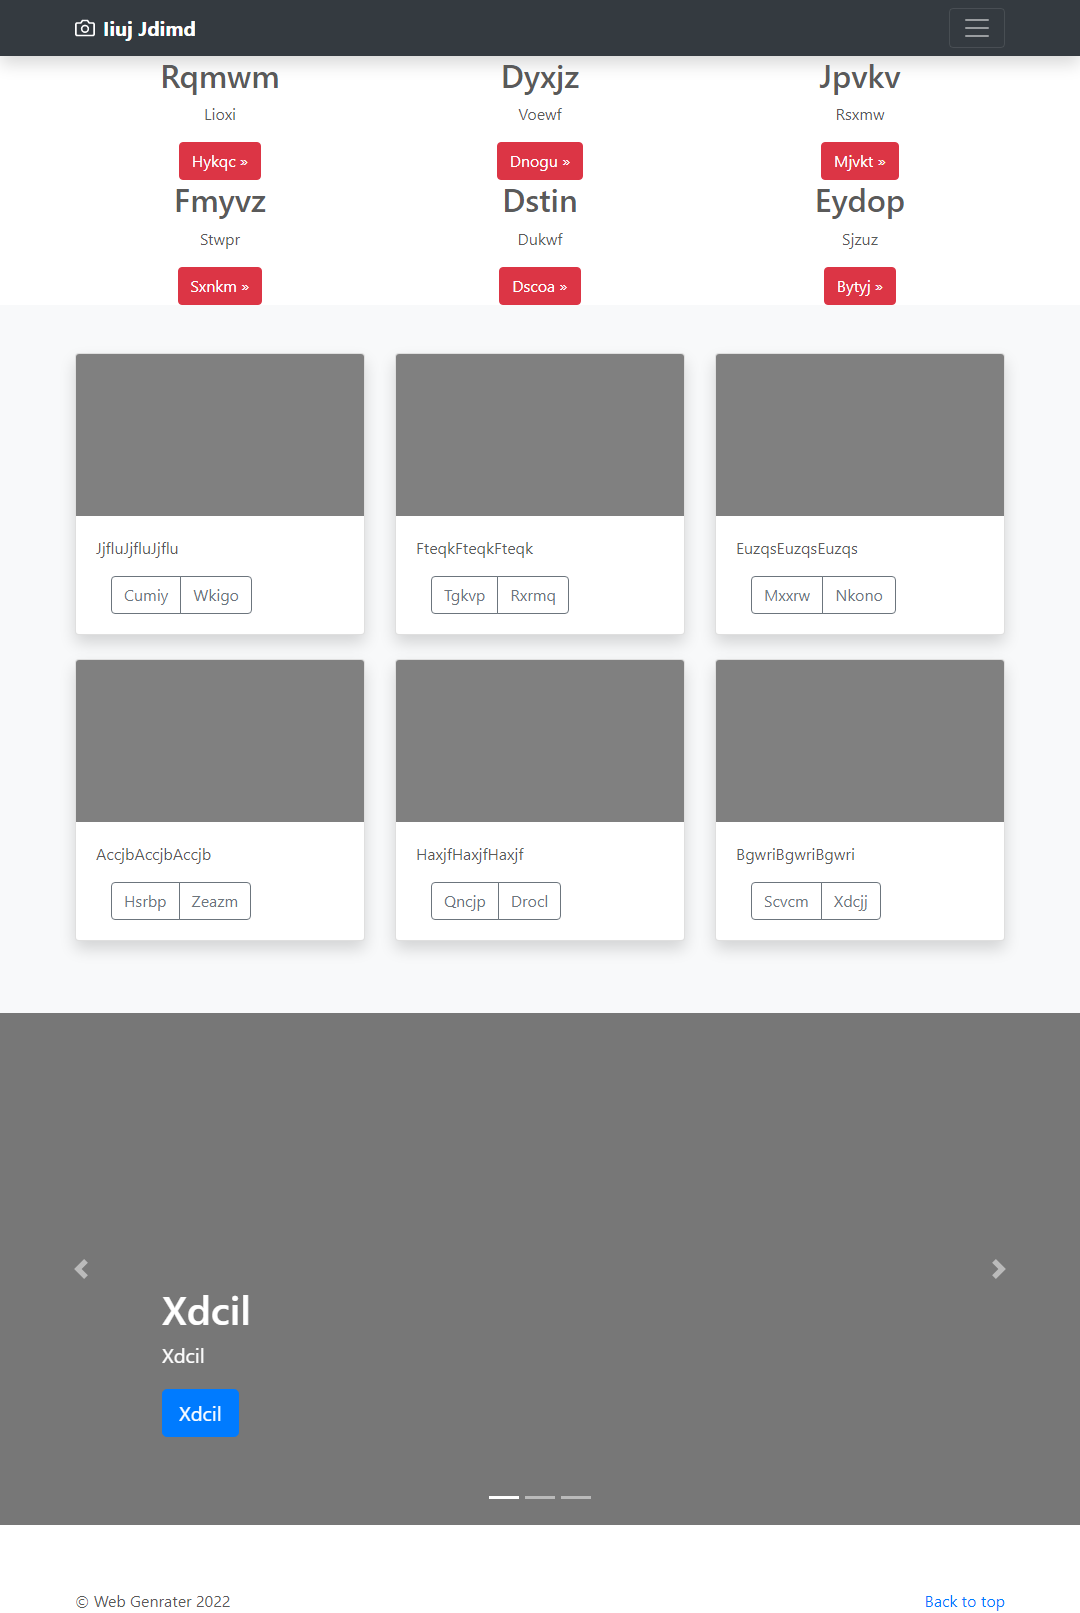 Iiuj Jdimd
Rqmwm Dyxjz Jpvkv
Lioxi Voewf Rsxmw
Hykqc » Dnogu » Mjvkt »
Fmyvz Dstin Eydop
Stwpr Dukwf Sjzuz
Sxnkm » Dscoa » Bytyj »
JjfluJjfluJjflu FteqkFteqkFteqk EuzqsEuzqsEuzqs
Cumiy Wkigo Tgkvp Rxrmq Mxxrw Nkono
AccjbAccjbAccjb HaxjfHaxjfHaxjf BgwriBgwriBgwri
Hsrbp Zeazm Qncjp Drocl Scvcm Xdcjj
Xdcil
Xdcil
Xdcil
© Web Genrater 2022 Back to top